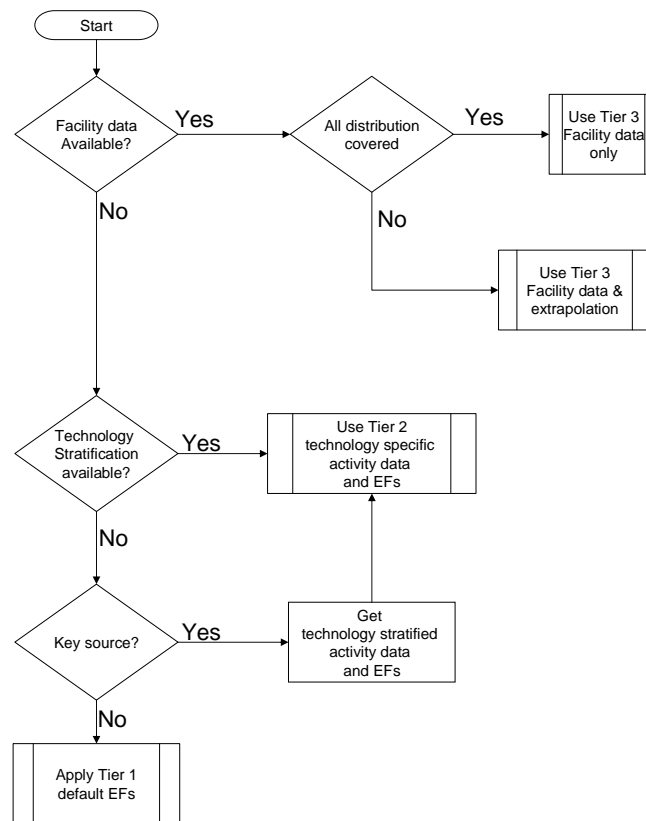 Start
Facility data
Available?
Yes
All distribution
covered
Yes
Use Tier 3
Facility data
only
No
No
Use Tier 3
Facility data &
extrapolation
Technology
Stratification
available?
Yes
Use Tier 2
technology specific
activity data
and EFs
No
Key source?
Yes
Get
technology stratified
activity data
and EFs
No
Apply Tier 1
default EFs